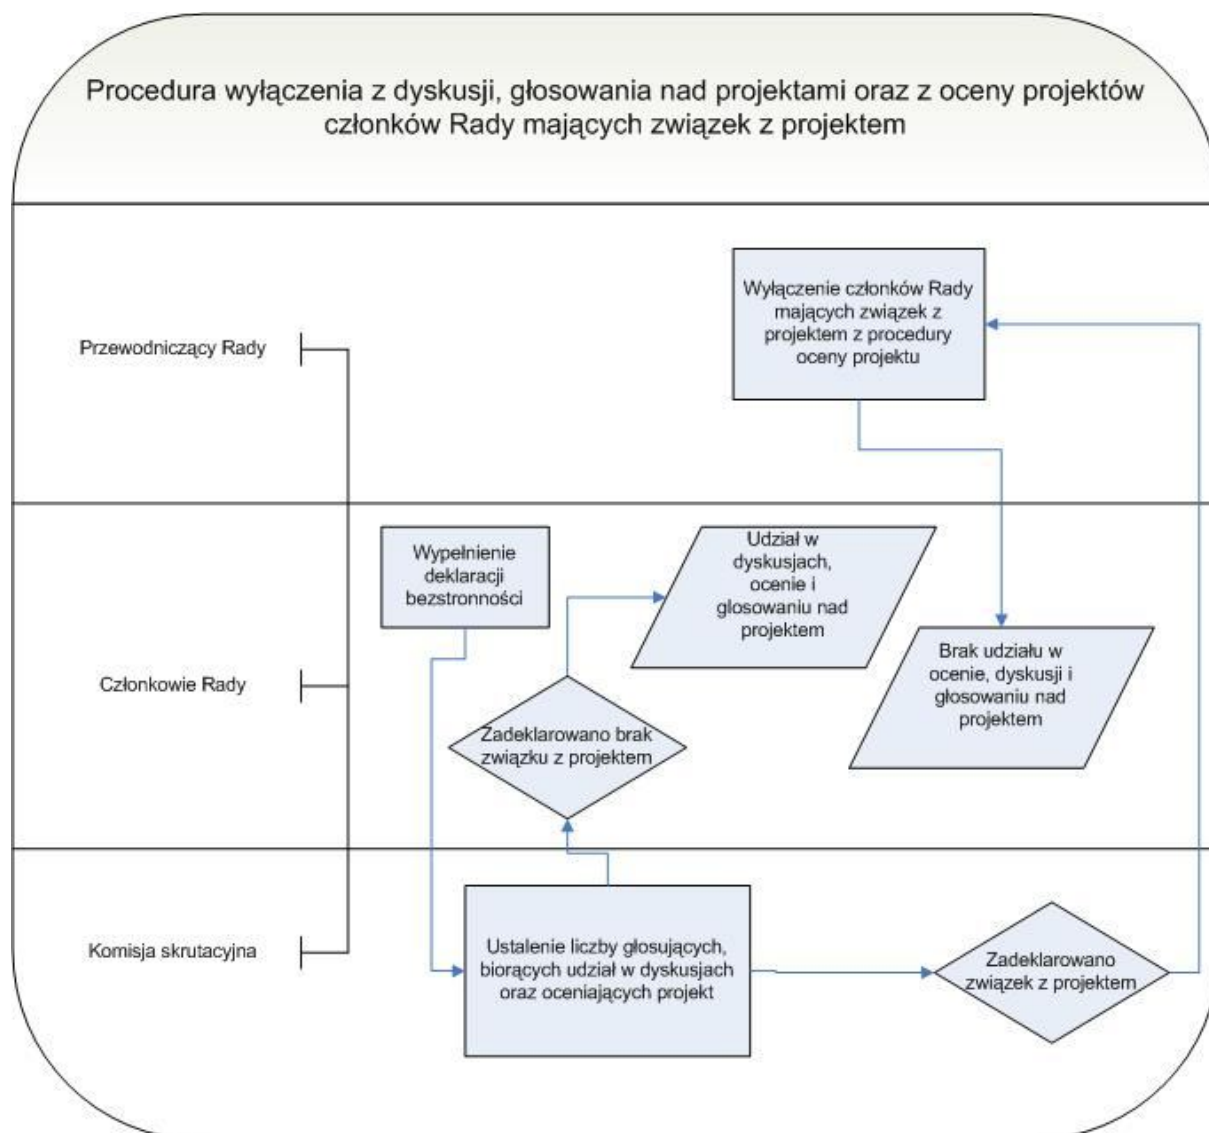 Procedura wyłączenia z dyskusji, głosowania nad projektami oraz z oceny projektów
członków Rady mających związek z projektem
Przewodniczący Rady
Wyłączenie członków Rady
mających związek z
projektem z procedury
oceny projektu
Członkowie Rady
Wypełnienie
deklaracji
bezstronności
Udział w
dyskusjach,
ocenie i
glosowaniu nad
projektem
Brak udziału w
ocenie, dyskusji i
głosowaniu nad
projektem
Zadeklarowano brak
związku z projektem
Komisja skrutacyjna
Ustalenie liczby głosujących,
biorących udział w dyskusjach
oraz oceniających projekt
Zadeklarowano
związek z projektem